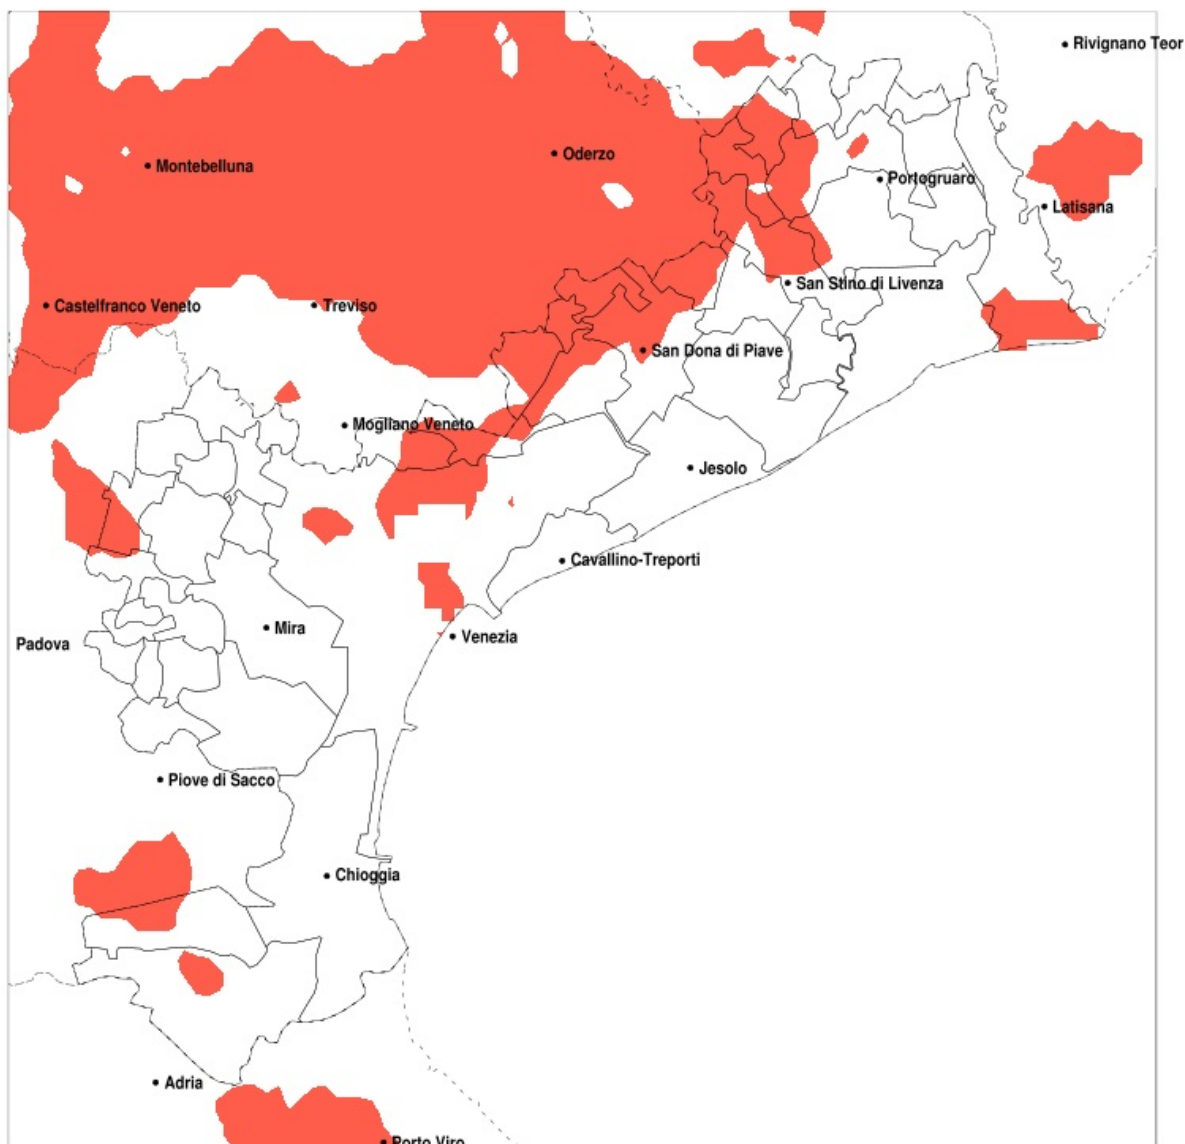 Rivignano Teor
Oderzo
Montebelluna
Portogruaro
Latisana
San Stino di Livenza
Castelfranco Veneto
Treviso
San Dona di Piave
Mogliano Veneto
Jesolo
Cavallino-Treporti
Mira
Venezia
Padova
Piove di Sacco
Chioggia
Adria
Porto Viro